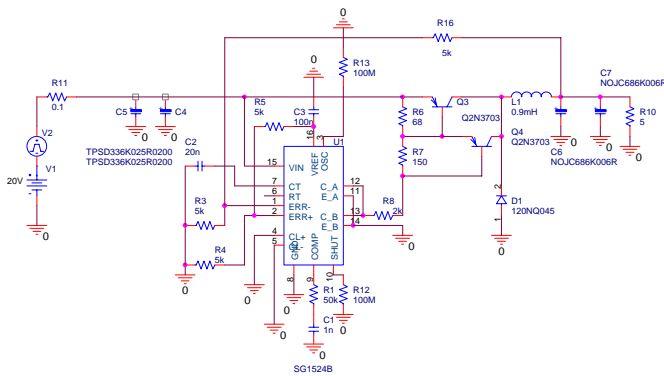 0
R16
5k
R13
100M
0
C7
NOJC686K006R
R11
0.1
C5
C4
R5
5k
C3
100n
Q3
Q2N3703
L1
0.9mH
R10
5
R6
68
Q4
Q2N3703
C6
NOJC686K006R
V2
TPSD336K025R0200
TPSD336K025R0200
C2
20n
16
3
U1
0
V1
20V
R7
150
15
VIN
VREF
OSC
7
CT
C_A
12
6
RT
E_A
11
1
ERR-
2
ERR+
C_B
13
E_B
14
R8
2k
2
D1
120NQ045
1
R3
5k
0
4
CL+
5
CL-
GND
COMP
SHUT
0
0
R4
5k
0
8
9
10
0
R1
50k
R12
100M
0
C1
1n
0
0
SG1524B